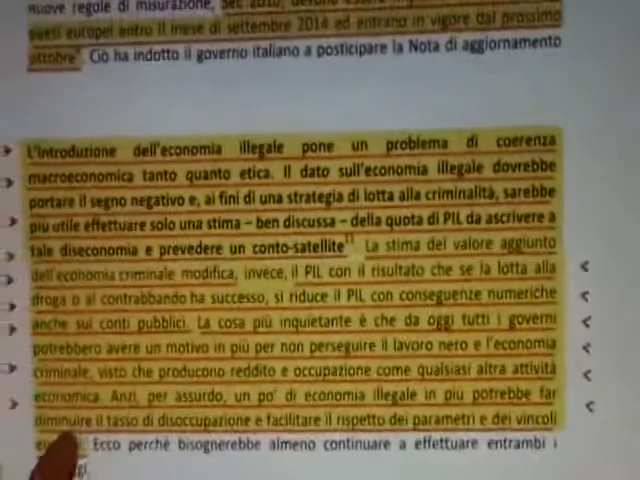 nuove regole di misurazione, Sec 2010, devono essere
paesi europei entro il mese di settembre 2014 ed entrano in vigore dal prossimo
ottobre". Ciò ha indotto il governo italiano a posticipare la Nota di aggiornamento
L'introduzione dell'economia illegale pone un problema di coerenza
macroeconomica tanto quanto etica. Il dato sull'economia illegale dovrebbe
portare il segno negativo e, ai fini di una strategia di lotta alla criminalità, sarebbe
più utile effettuare solo una stima – ben discussa – della quota di PIL da ascrivere a
tale diseconomia e prevedere un conto-satellite La stima del valore aggiunto
dell'economia criminale modifica, invece, il PIL con il risultato che se la lotta alla
droga o al contrabbando ha successo, si riduce il PIL con conseguenze numeriche
anche sui conti pubblici. La cosa più inquietante è che da oggi tutti i governi
potrebbero avere un motivo in più per non perseguire il lavoro nero e l'economia
criminale, visto che producono reddito e occupazione come qualsiasi altra attività
economica. Anzi, per assurdo, un po' di economia illegale in più potrebbe far
diminuire il tasso di disoccupazione e facilitare il rispetto dei parametri e dei vincoli
Ecco perché bisognerebbe almeno continuare a effettuare entrambi i